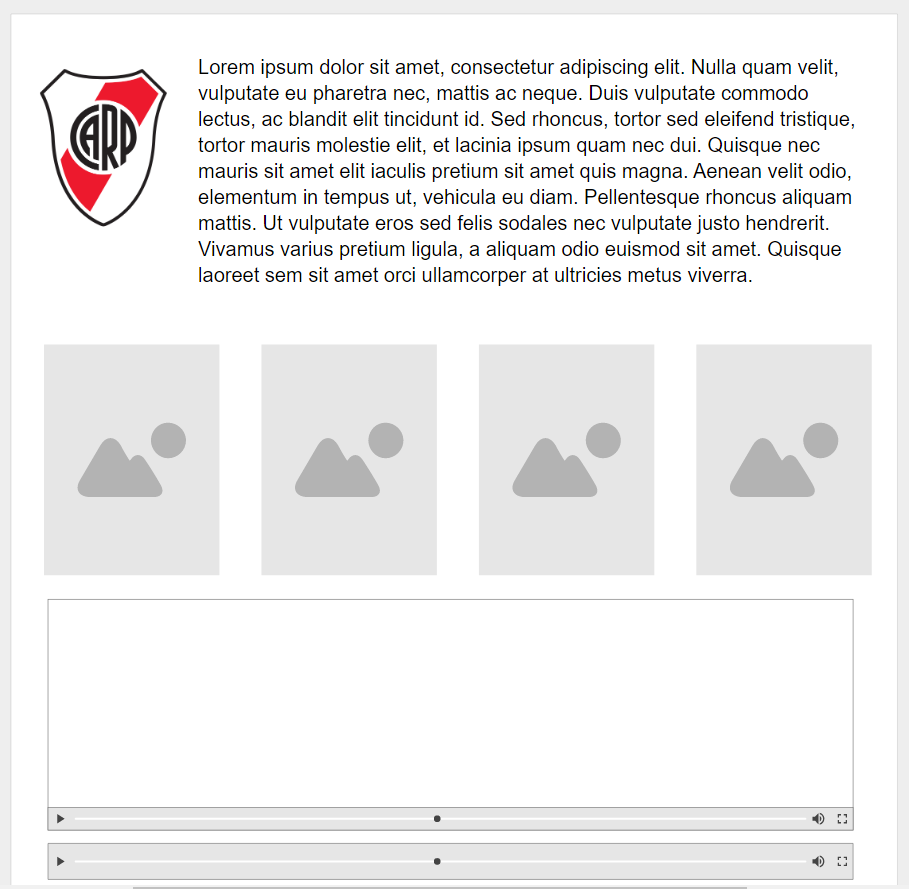 CARP
Lorem ipsum dolor sit amet, consectetur adipiscing elit. Nulla quam velit,
vulputate eu pharetra nec, mattis ac neque. Duis vulputate commodo
lectus, ac blandit elit tincidunt id. Sed rhoncus, tortor sed eleifend tristique,
tortor mauris molestie elit, et lacinia ipsum quam nec dui. Quisque nec
mauris sit amet elit iaculis pretium sit amet quis magna. Aenean velit odio,
elementum in tempus ut, vehicula eu diam. Pellentesque rhoncus aliquam
mattis. Ut vulputate eros sed felis sodales nec vulputate justo hendrerit.
Vivamus varius pretium ligula, a aliquam odio euismod sit amet. Quisque
laoreet sem sit amet orci ullamcorper at ultricies metus viverra.